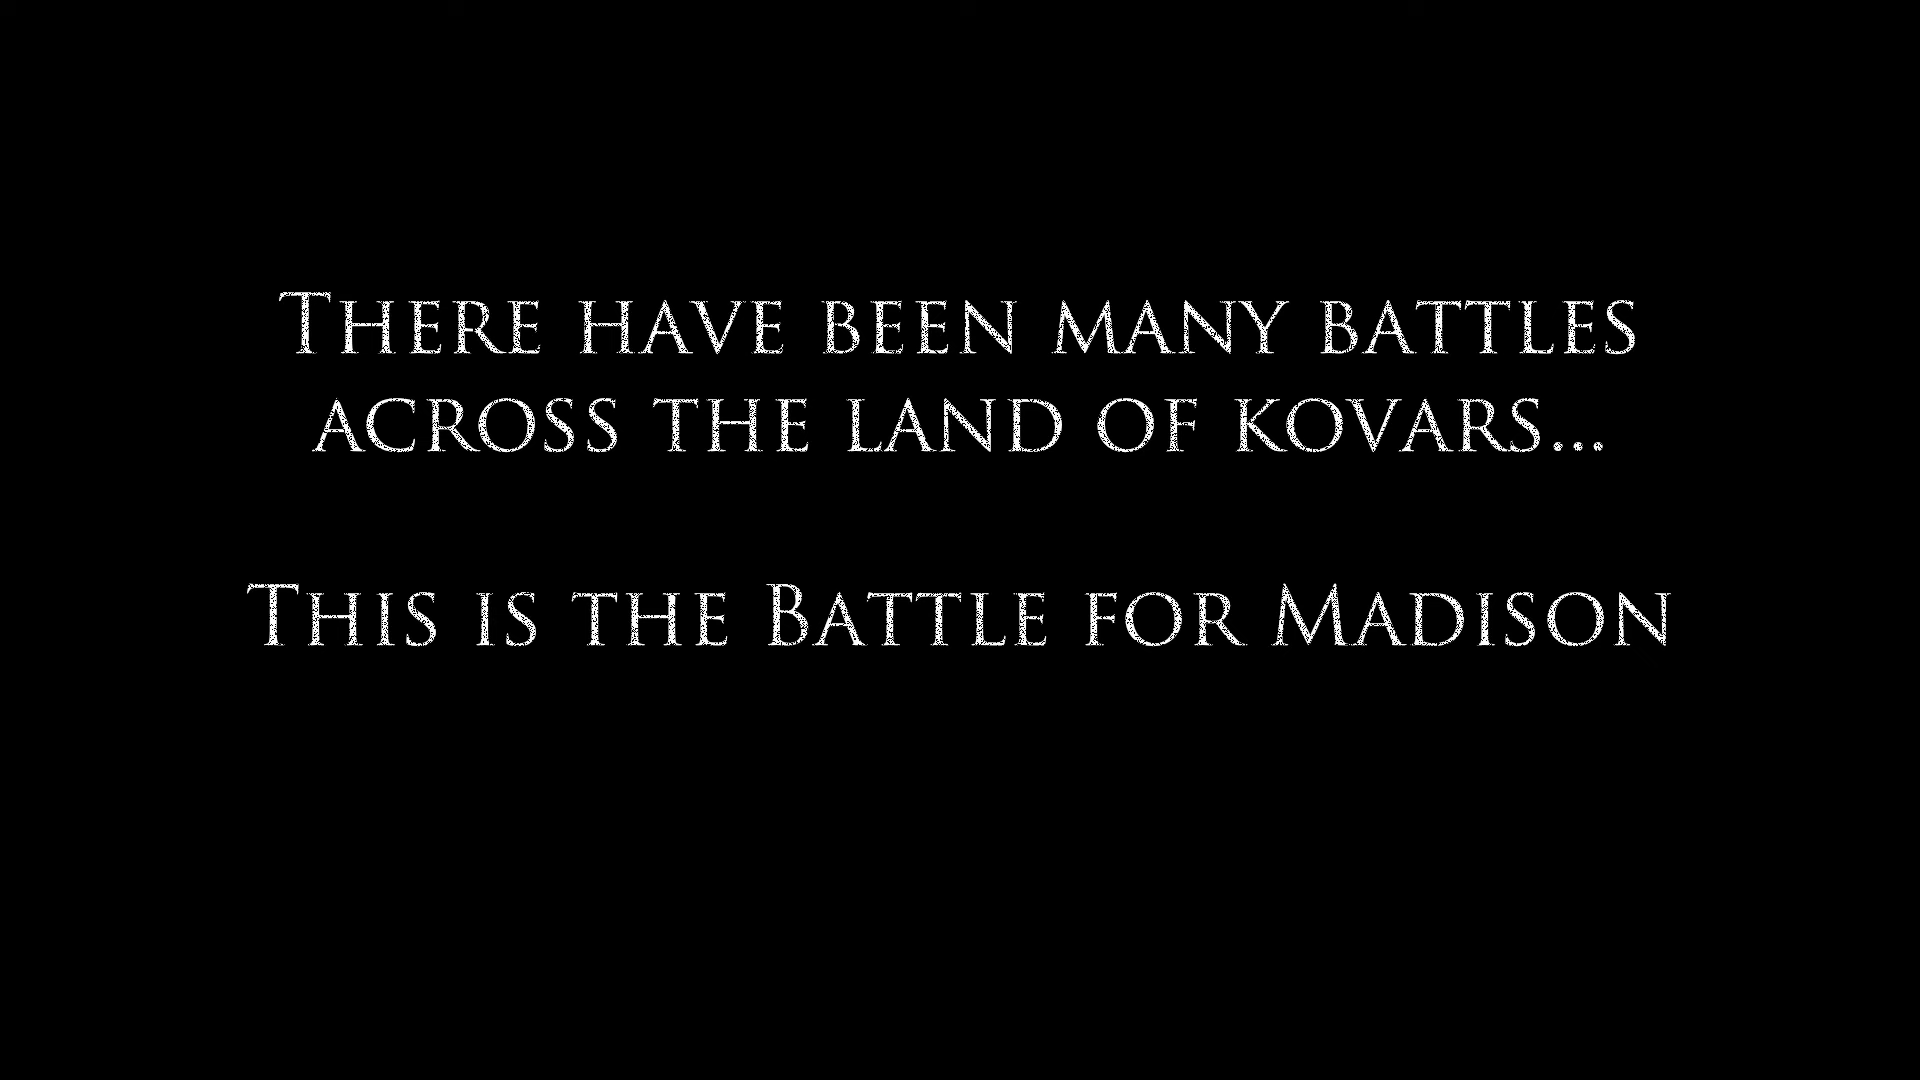 There have been many battles
across the land of kovars...
This is the Battle for Madison